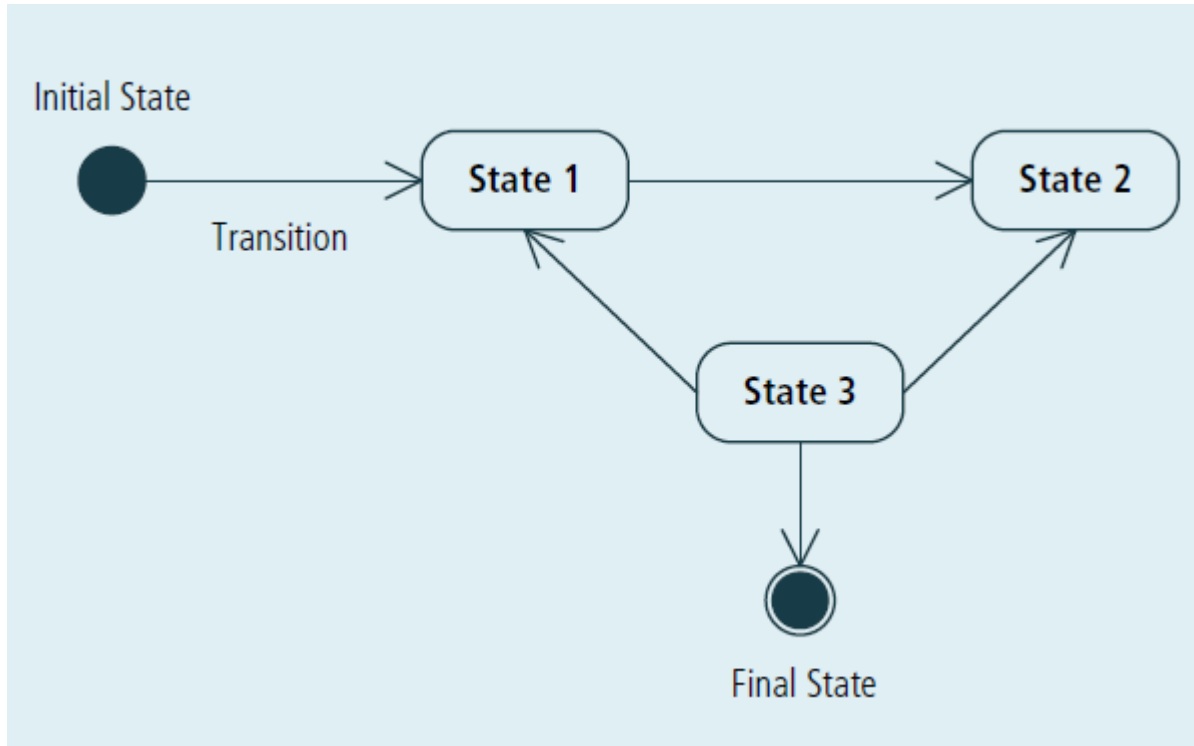 Initial State
State 1
State 2
Transition
State 3
Final State